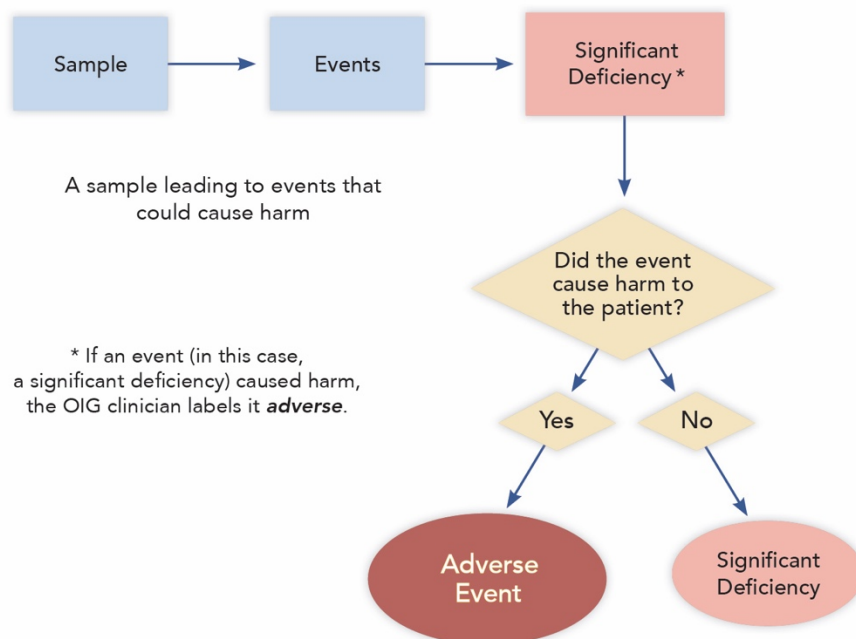 Sample
Events
Significant
Deficiency *
A sample leading to events that
could cause harm
Did the event
cause harm to
the patient?
* If an event (in this case,
a significant deficiency) caused harm,
the OIG clinician labels it adverse.
Yes
No
Adverse
Event
Significant
Deficiency